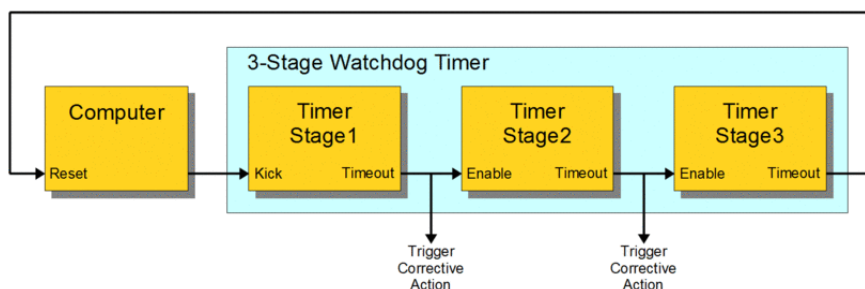 3-Stage Watchdog Timer
Computer
Reset
Timer
Stage1
Kick
Timeout
Timer
Stage2
Enable
Timeout
Timer
Stage3
Enable
Timeout
Trigger
Corrective
Action
Trigger
Corrective
Action